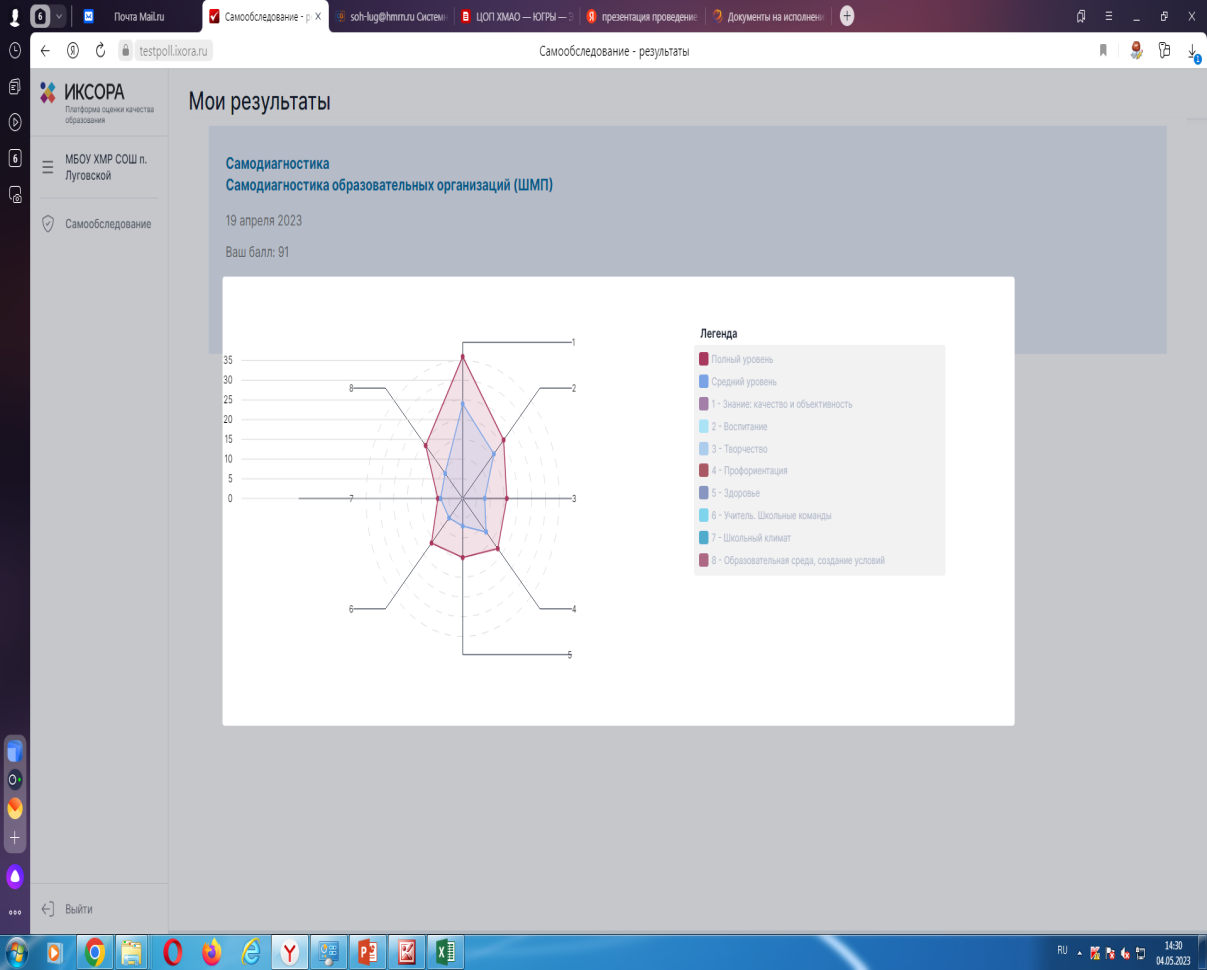 6
Почта Mail.ru
Самообследование - р
soh-lug@hmrn.ru Систем
ЦОП ХМАО — ЮГРЫ — Э
презентация проведение
Документы на исполнени
testpoll.ixora.ru
Самообследование - результаты
1
6
ИКСОРА
Платформа оценки качества
образования
МБОУ ХМР СОШ п.
Луговской
Самообследование
Выйти
Мои результаты
Самодиагностика
Самодиагностика образовательных организаций (ШМП)
19 апреля 2023
Ваш балл: 91
35
30
25
20
15
10
5
0
1
2
3
4
5
6
7
8
Легенда
Полный уровень
Средний уровень
1 - Знание: качество и объективность
2 - Воспитание
3 - Творчество
4 - Профориентация
5 - Здоровье
6 - Учитель. Школьные команды
7 - Школьный климат
8 - Образовательная среда, создание условий
RU
14:30
04.05.2023